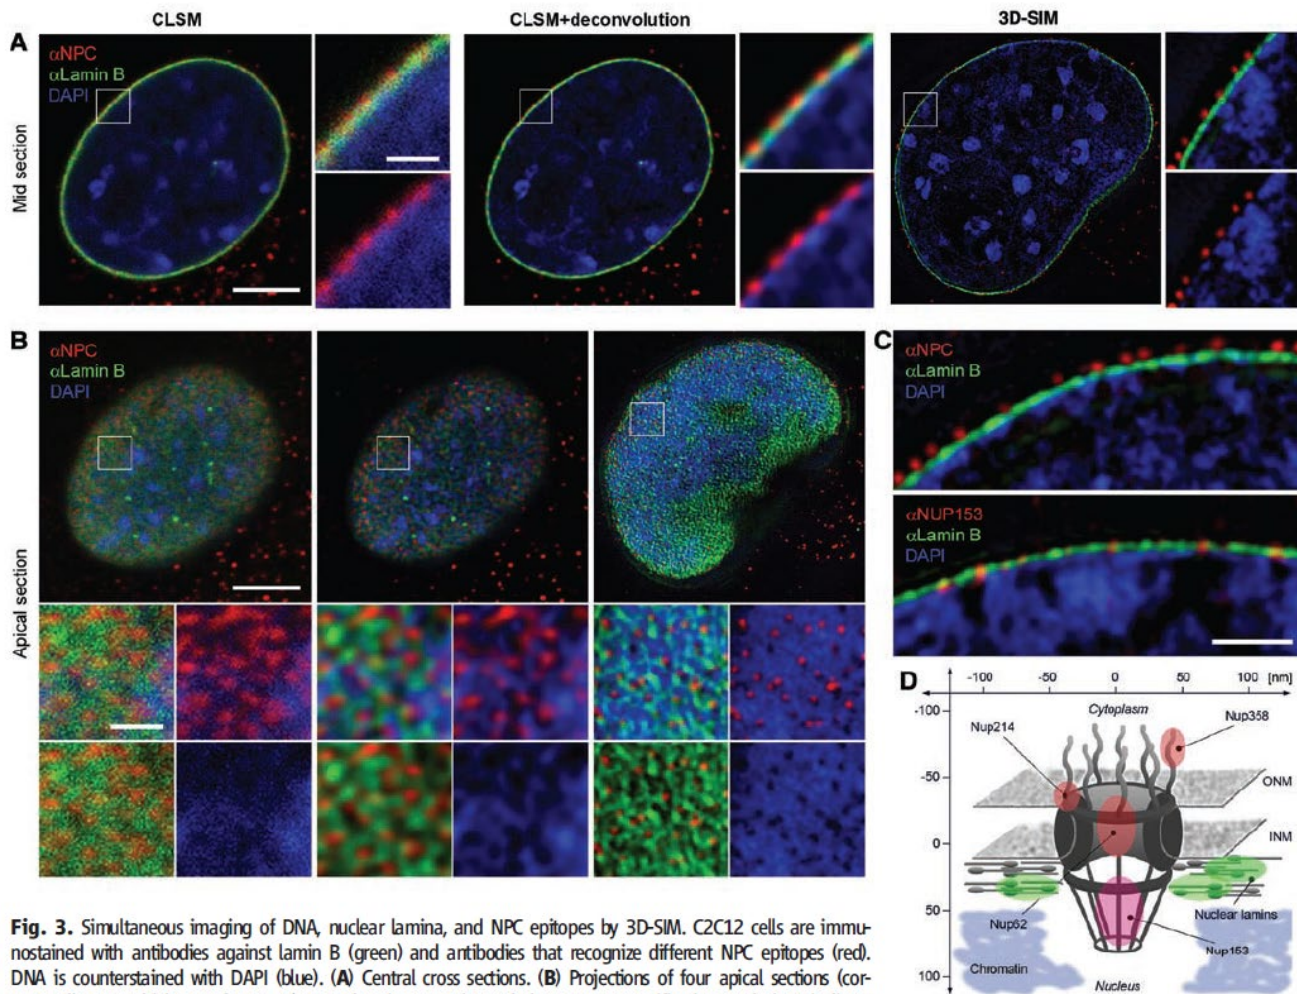 CLSM
CLSM+deconvolution
3D-SIM
A
Mid section
αNPC
αLamin B
DAPI
B
Apical section
αNPC
αLamin B
DAPI
C
αNPC
αLamin B
DAPI
αNUP153
αLamin B
DAPI
D
-100 -50 0 50 100 [nm]
-100
-50
0
50
100
Cytoplasm
Nup214
Nup358
ONM
INM
Nup62
Nuclear lamins
Nup153
Chromatin
Nucleus
Fig. 3. Simultaneous imaging of DNA, nuclear lamina, and NPC epitopes by 3D-SIM. C2C12 cells are immu-
nostained with antibodies against lamin B (green) and antibodies that recognize different NPC epitopes (red).
DNA is counterstained with DAPI (blue). (A) Central cross sections. (B) Projections of four apical sections (cor-